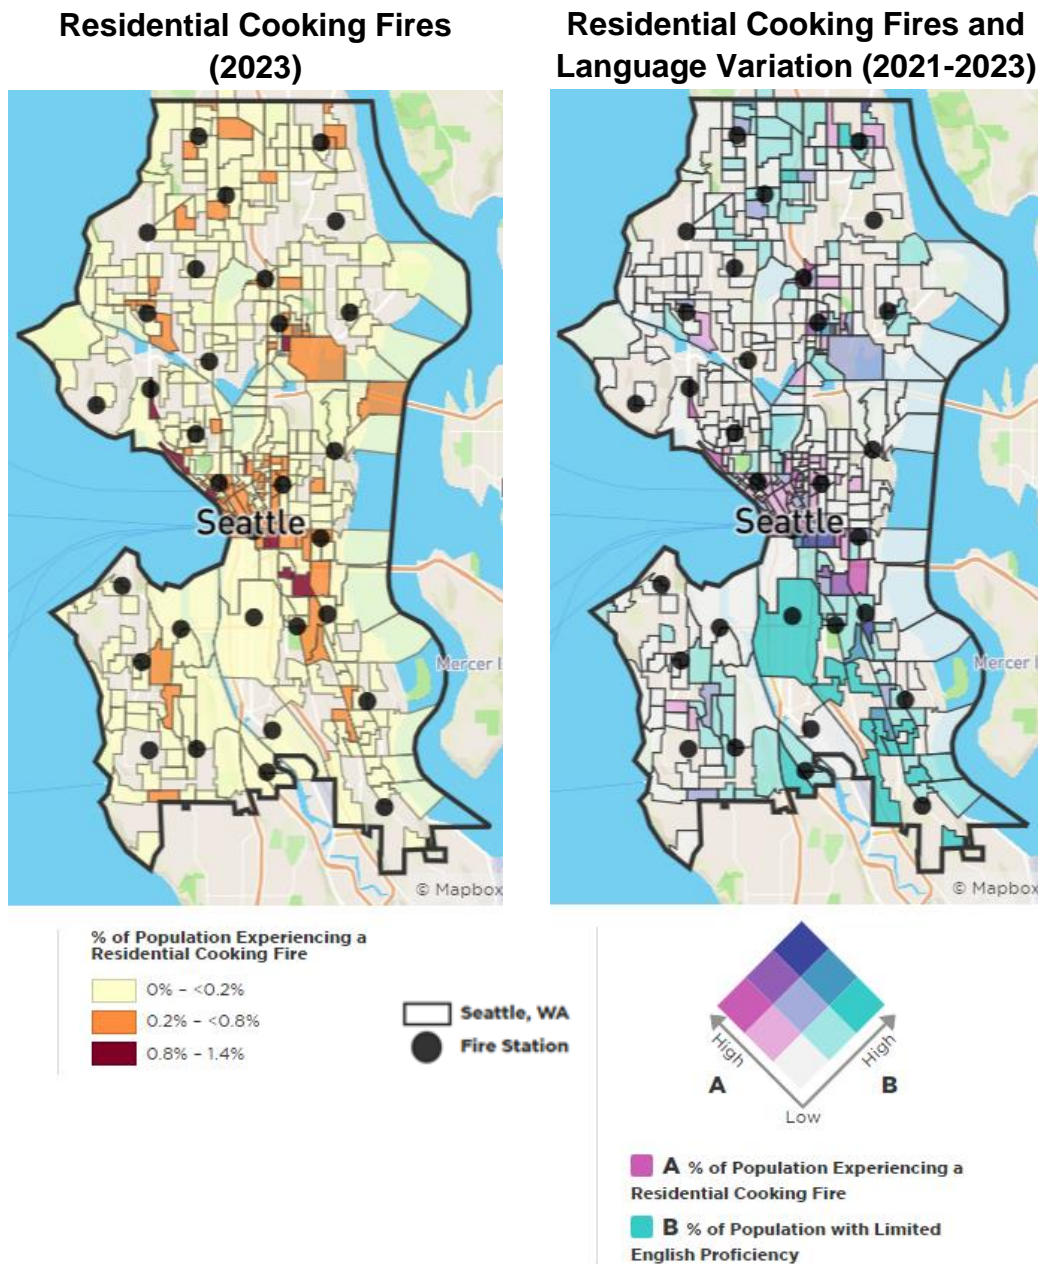 Residential Cooking Fires
(2023)
Residential Cooking Fires and
Language Variation (2021-2023)
Seattle
Mercer I
© Mapbox
Seattle
Mercer I
© Mapbox
% of Population Experiencing a
Residential Cooking Fire
0% – <0.2%
0.2% – <0.8%
0.8% – 1.4%
Seattle, WA
Fire Station
High
High
A
B
Low
A % of Population Experiencing a
Residential Cooking Fire
B % of Population with Limited
English Proficiency